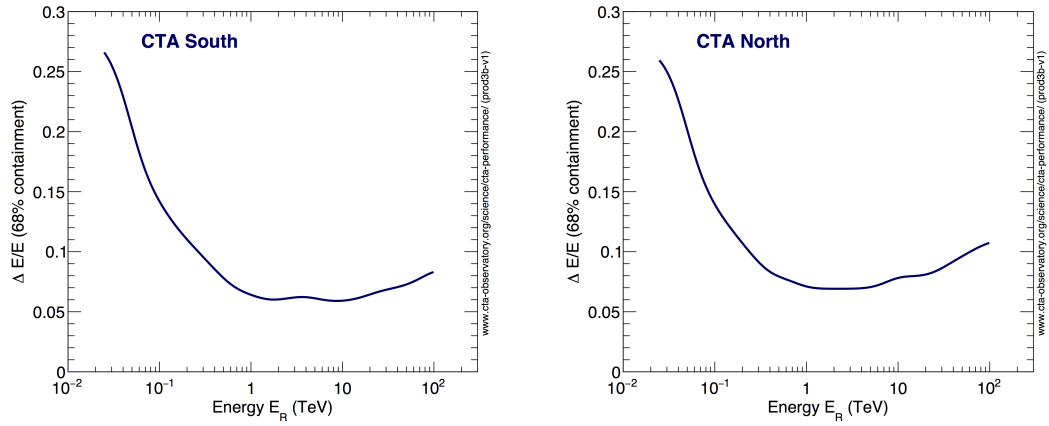 CTA South
0.3
0.25
0.2
0.15
0.1
0.05
0
10⁻² 10⁻¹ 1 10 10²
Energy E_R (TeV)
Δ E/E (68% containment)
www.cta-observatory.org/science/cta-performance/ (prod3b-v1)
CTA North
0.3
0.25
0.2
0.15
0.1
0.05
0
10⁻² 10⁻¹ 1 10 10²
Energy E_R (TeV)
Δ E/E (68% containment)
www.cta-observatory.org/science/cta-performance/ (prod3b-v1)